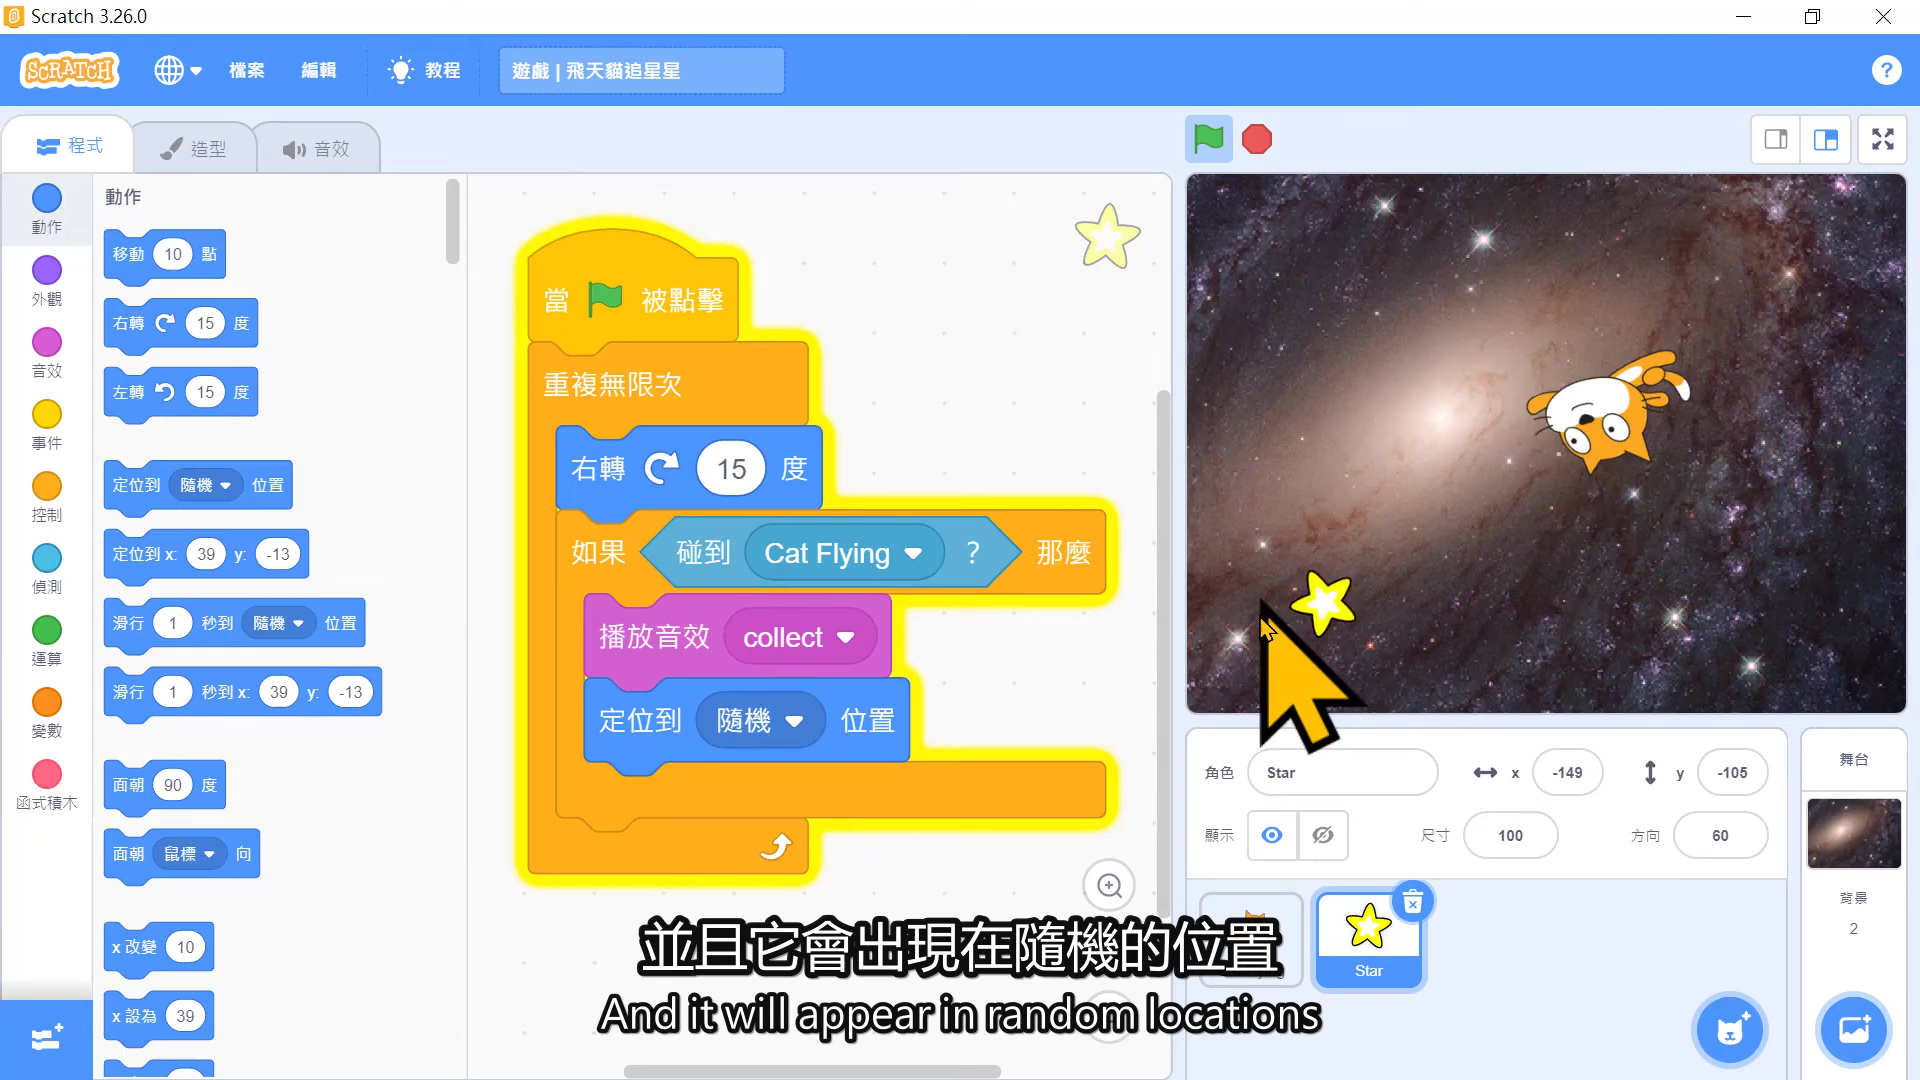 Scratch 3.26.0
SCRATCH 檔案 編輯 教程 遊戲 | 飛天貓追星星 ?
程式 造型 音效
動作
外觀
音效
事件
控制
偵測
運算
變數
函式積木
動作
移動 10 點
右轉 15 度
左轉 15 度
定位到 隨機 位置
定位到 x: 39 y: -13
滑行 1 秒到 隨機 位置
滑行 1 秒到 x: 39 y: -13
面朝 90 度
面朝 鼠標 向
x 改變 10
x 設為 39
當 被點擊
重複無限次
右轉 15 度
如果 碰到 Cat Flying ? 那麼
播放音效 collect
定位到 隨機 位置
角色 Star x -149 y -105
顯示 尺寸 100 方向 60
Star
舞台
背景
2
並且它會出現在隨機的位置
And it will appear in random locations